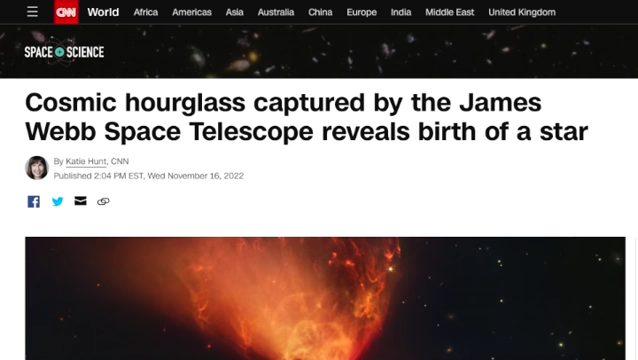 CNN World Africa Americas Asia Australia China Europe India Middle East United Kingdom
SPACE + SCIENCE
Cosmic hourglass captured by the James
Webb Space Telescope reveals birth of a star
By Katie Hunt, CNN
Published 2:04 PM EST, Wed November 16, 2022